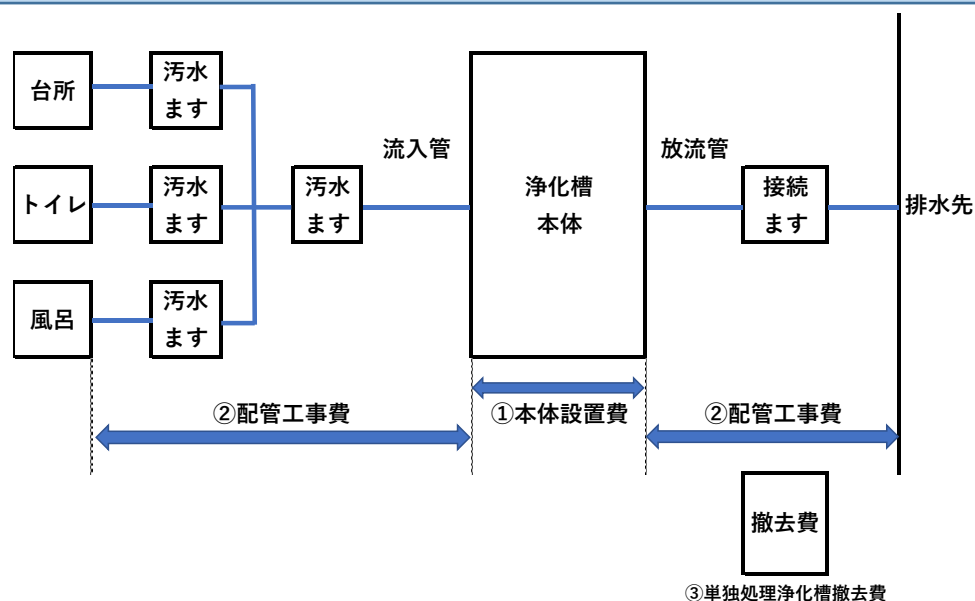 台所
汚水
ます
トイレ
汚水
ます
風呂
汚水
ます
汚水
ます
流入管
浄化槽
本体
放流管
接続
ます
排水先
②配管工事費
①本体設置費
②配管工事費
撤去費
③単独処理浄化槽撤去費